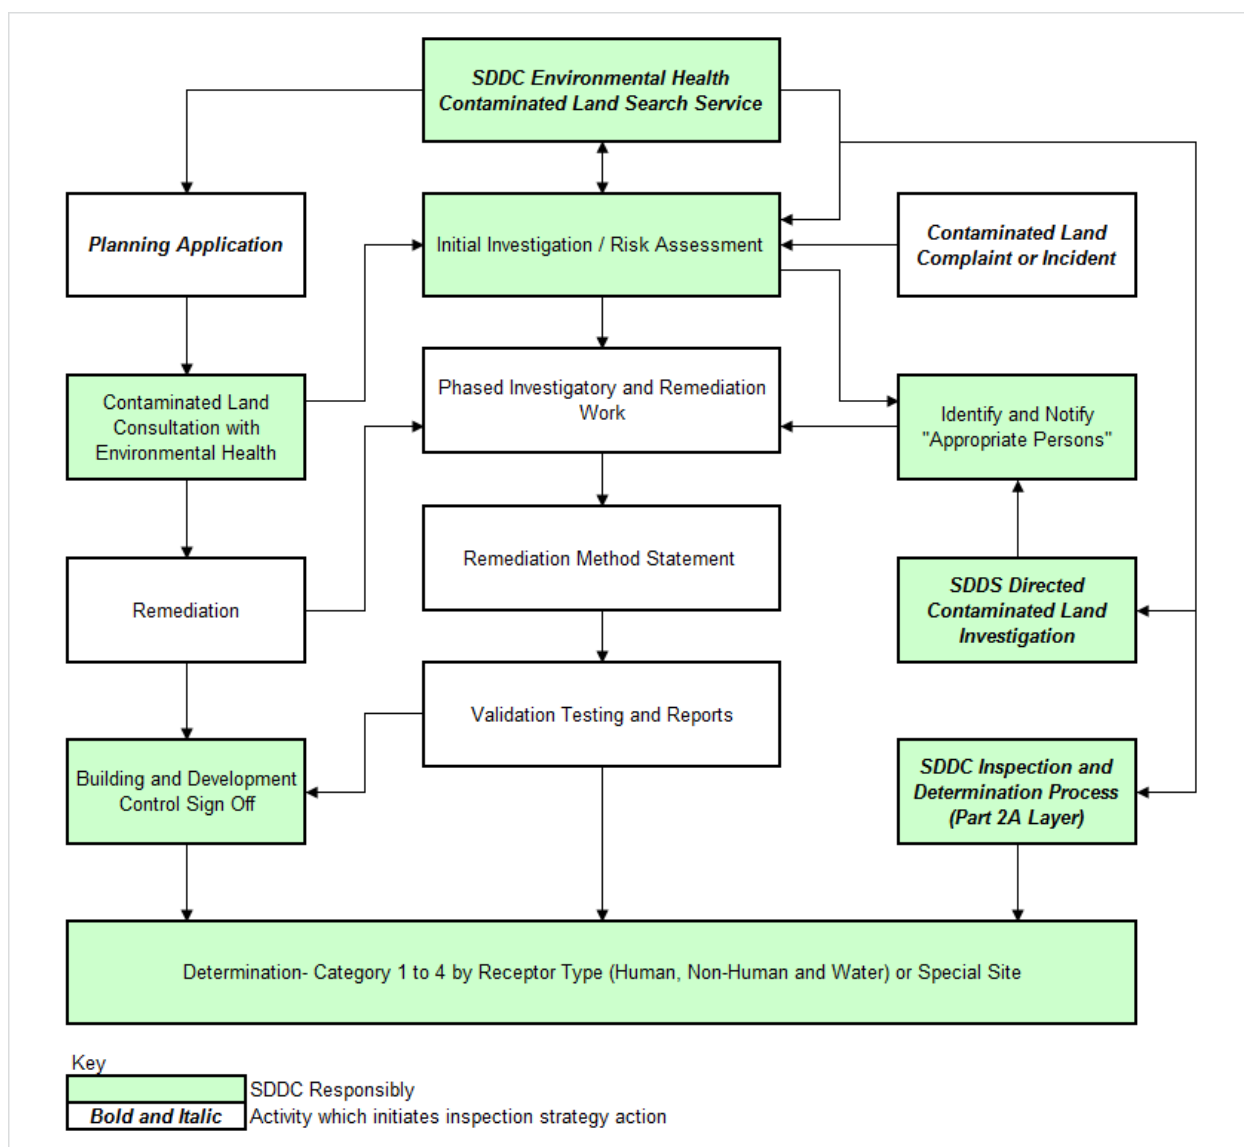 SDDC Environmental Health
Contaminated Land Search Service
Planning Application
Initial Investigation / Risk Assessment
Contaminated Land
Complaint or Incident
Contaminated Land
Consultation with
Environmental Health
Phased Investigatory and Remediation
Work
Identify and Notify
"Appropriate Persons"
Remediation
Remediation Method Statement
SDDS Directed
Contaminated Land
Investigation
Validation Testing and Reports
Building and Development
Control Sign Off
SDDC Inspection and
Determination Process
(Part 2A Layer)
Determination- Category 1 to 4 by Receptor Type (Human, Non-Human and Water) or Special Site
Key
SDDC Responsibly
Bold and Italic
Activity which initiates inspection strategy action